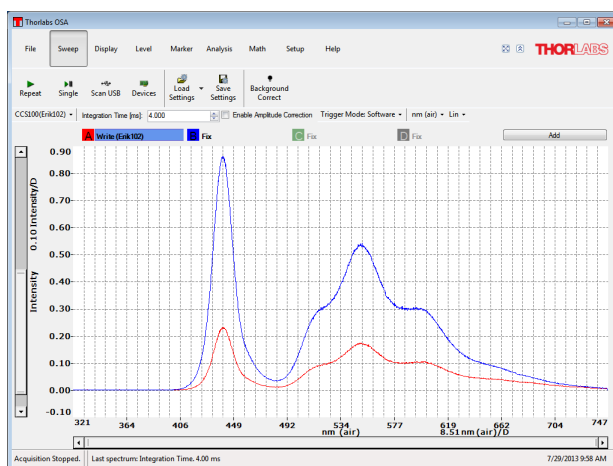 Thorlabs OSA
File Sweep Display Level Marker Analysis Math Setup Help
THORLABS
Repeat Single Scan USB Devices Load Settings Save Settings Background Correct
CCS100(Erik102) Integration Time [ms]: 4.000 Enable Amplitude Correction Trigger Mode: Software nm (air) Lin
A Write (Erik102) B Fix C Fix D Fix Add
0.90
0.80
0.70
0.60
0.50
0.40
0.30
0.20
0.10
0.00
-0.10
Intensity 0.10 Intensity/D
321 364 406 449 492 534 577 619 662 704 747
nm (air) 8.51 nm (air)/D
Acquisition Stopped. Last spectrum: Integration Time. 4.00 ms 7/29/2013 9:58 AM